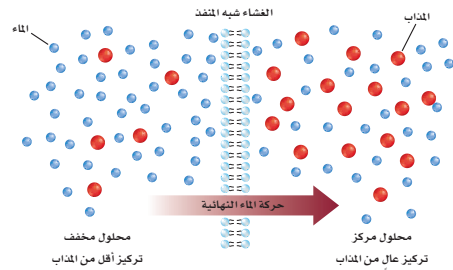 الغشاء شبه المنفذ
المذاب
الماء
حركة الماء النهائية
محلول مركز
تركيز عال من المذاب
محلول مخفف
تركيز أقل من المذاب